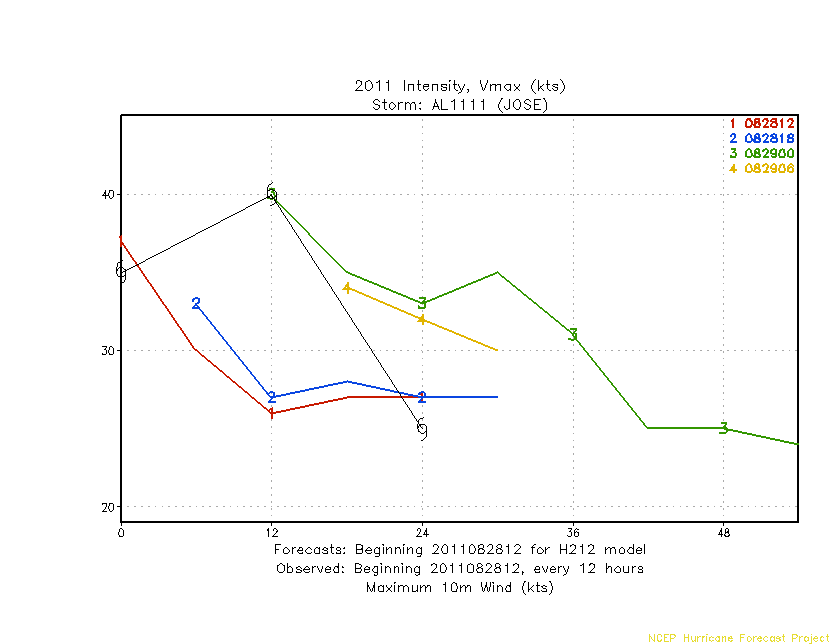 2011 Intensity, Vmax (kts)
Storm: AL1111 (JOSE)
1 082812
2 082818
3 082900
4 082906
40
30
20
0 12 24 36 48
Forecasts: Beginning 2011082812 for H212 model
Observed: Beginning 2011082812, every 12 hours
Maximum 10m Wind (kts)
NCEP Hurricane Forecast Project